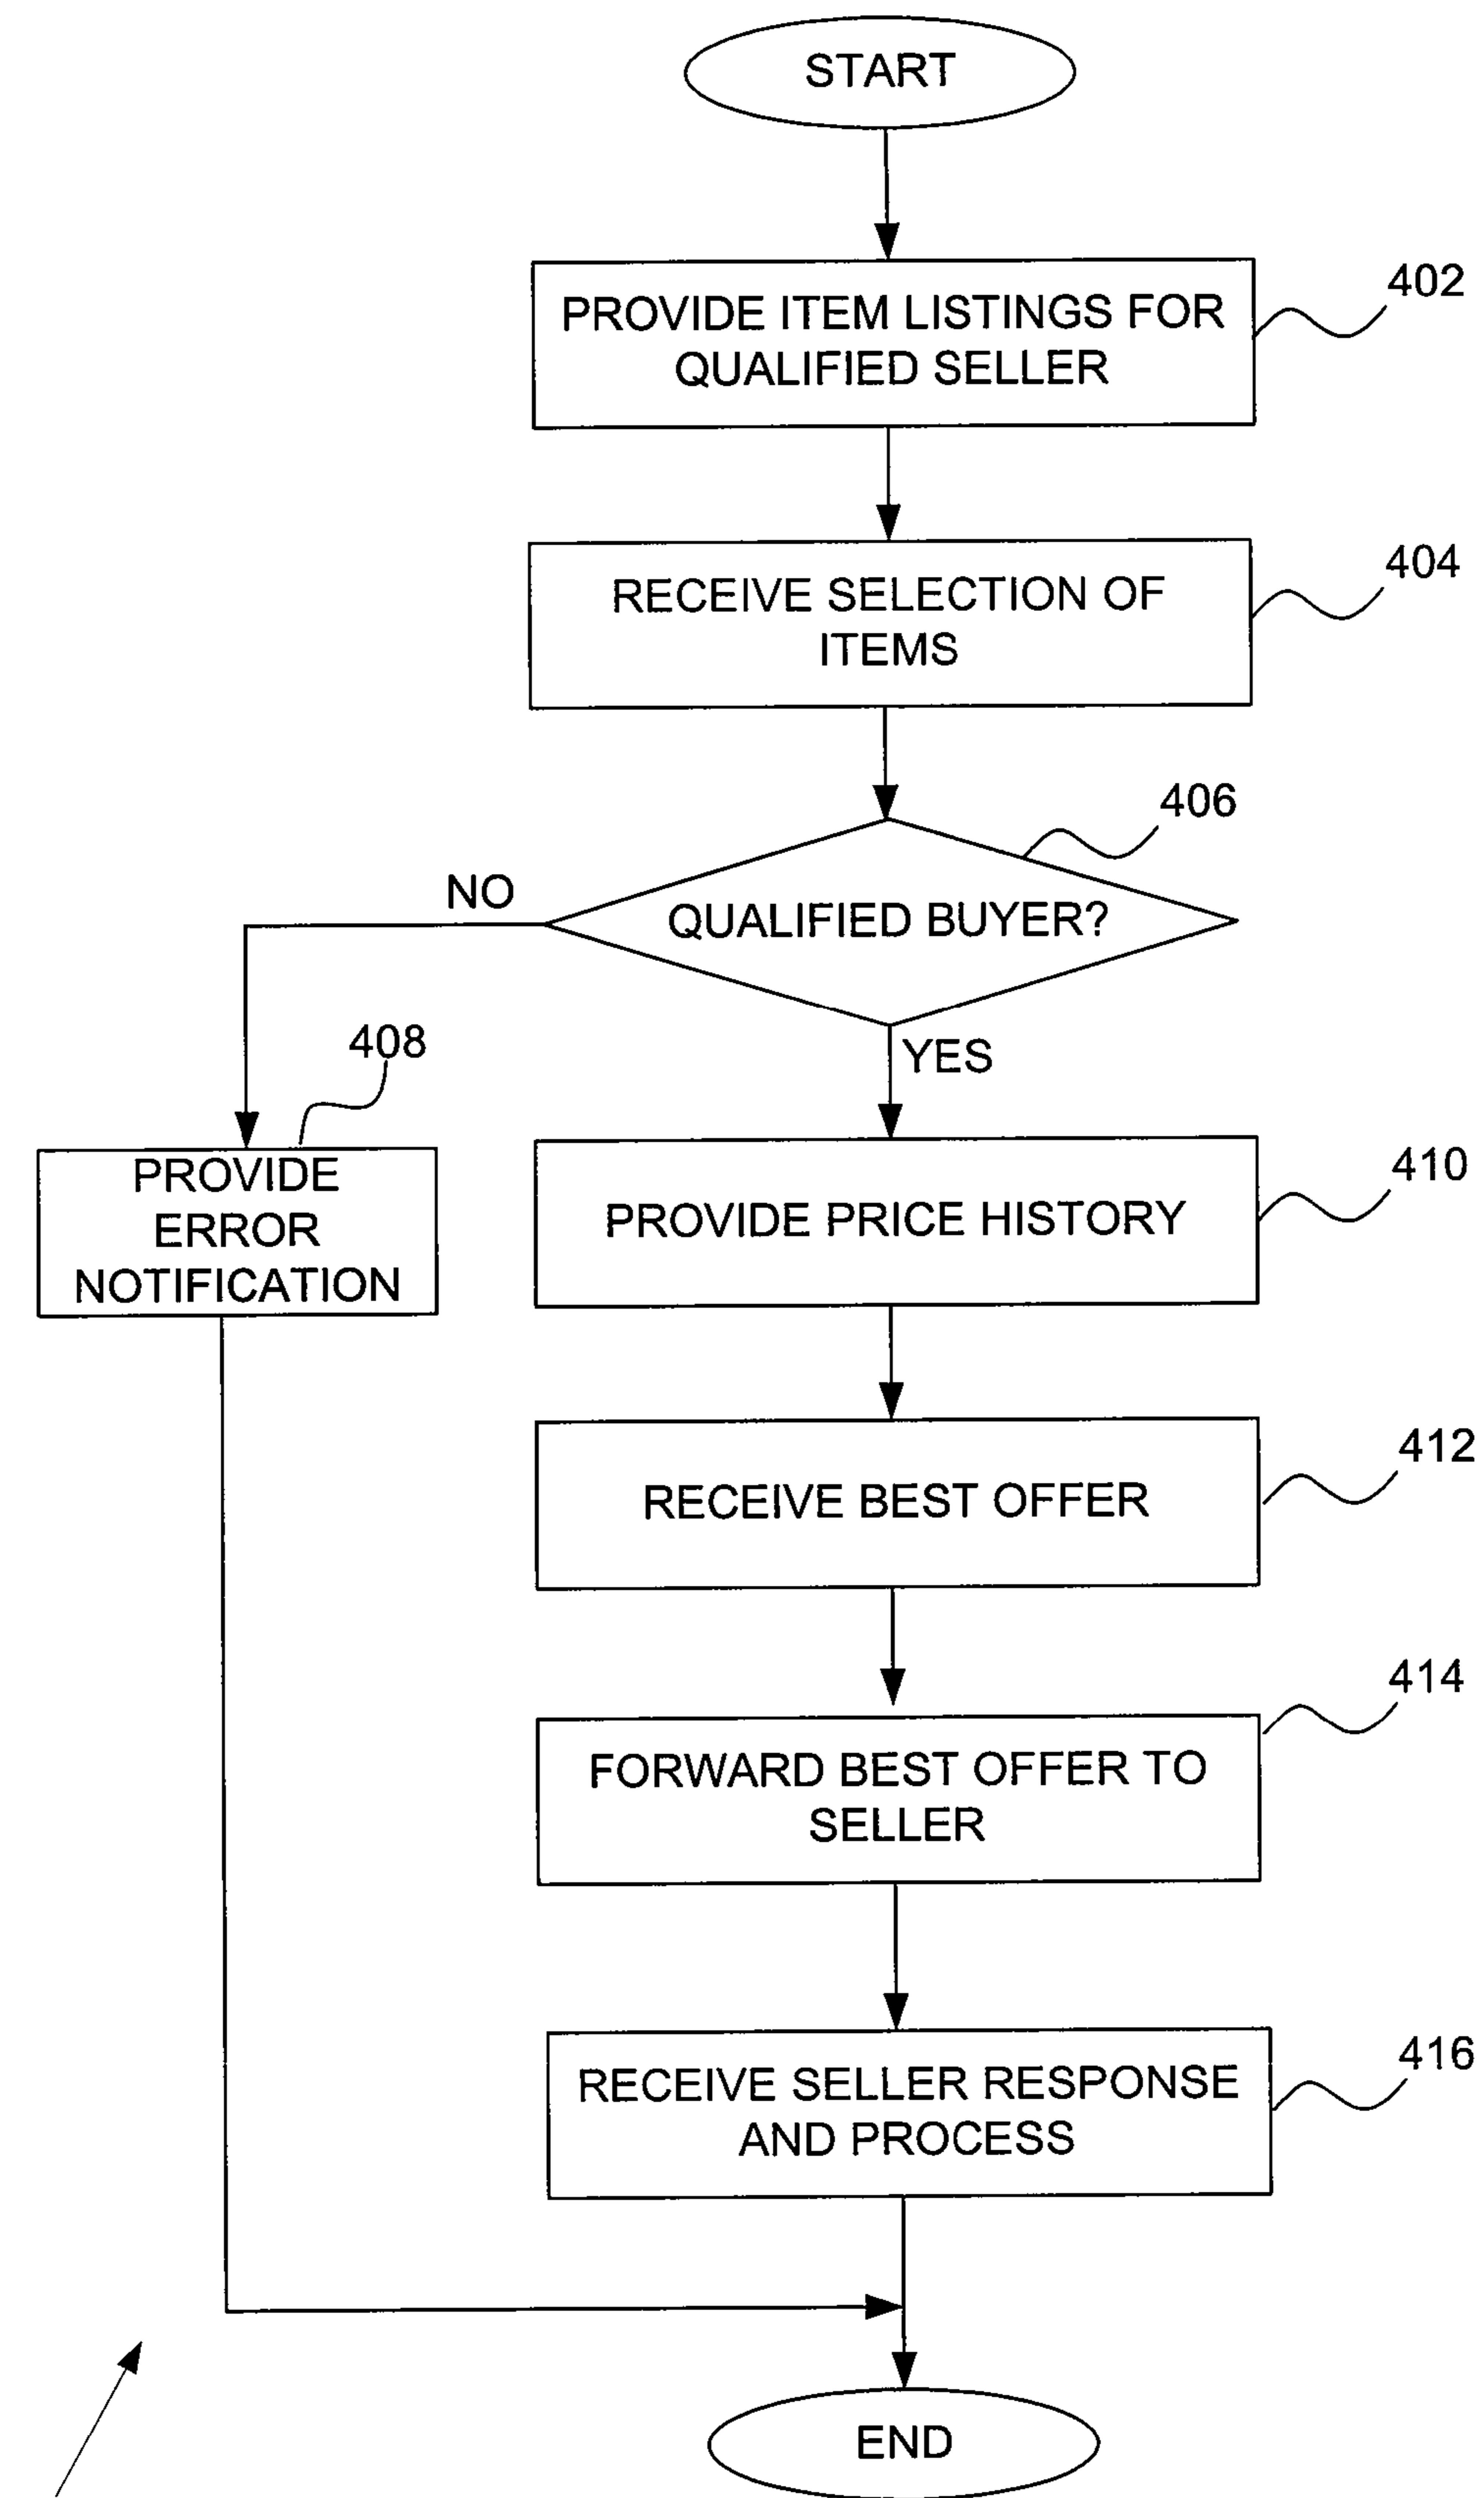 START
402
PROVIDE ITEM LISTINGS FOR
QUALIFIED SELLER
404
RECEIVE SELECTION OF
ITEMS
406
NO
QUALIFIED BUYER?
408
YES
PROVIDE
ERROR
NOTIFICATION
410
PROVIDE PRICE HISTORY
412
RECEIVE BEST OFFER
414
FORWARD BEST OFFER TO
SELLER
416
RECEIVE SELLER RESPONSE
AND PROCESS
END